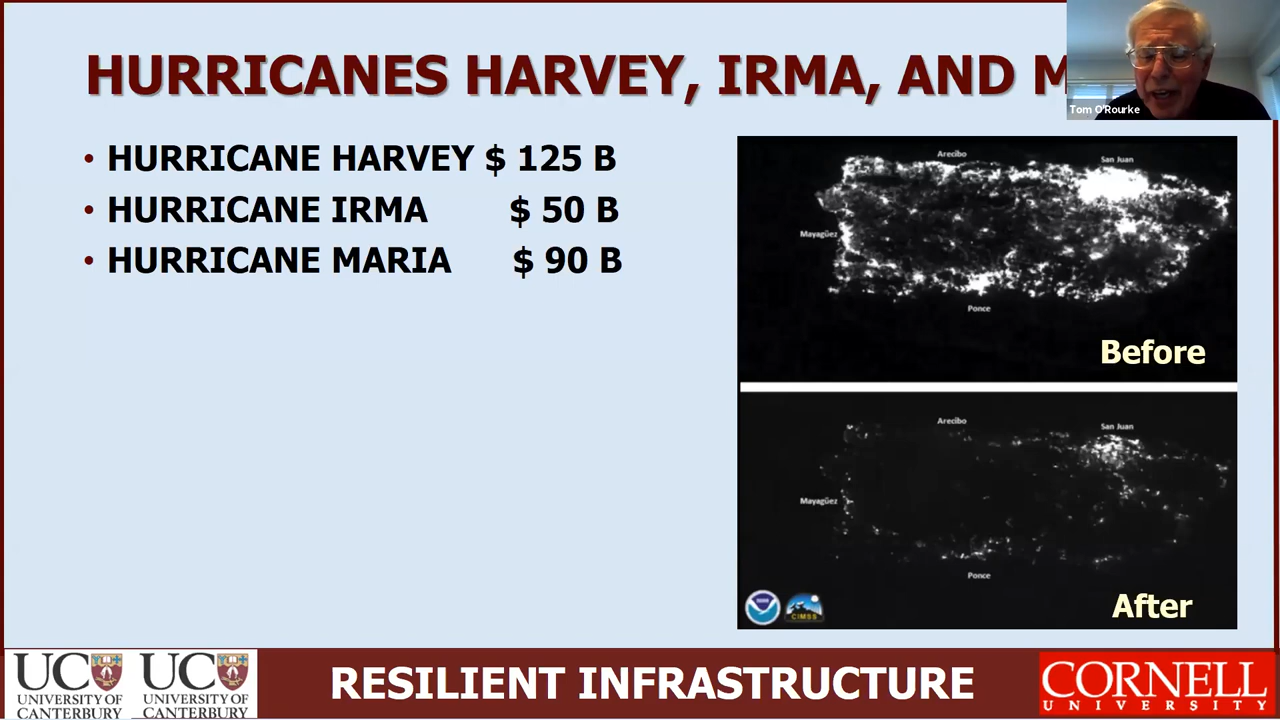 HURRICANES HARVEY, IRMA, AND M
Tom O'Rourke
• HURRICANE HARVEY $ 125 B
• HURRICANE IRMA $ 50 B
• HURRICANE MARIA $ 90 B
Arecibo
San Juan
Mayagüez
Ponce
Before
Arecibo
San Juan
Mayagüez
Ponce
CIMSS
After
UC
UNIVERSITY OF
CANTERBURY
UC
UNIVERSITY OF
CANTERBURY
RESILIENT INFRASTRUCTURE
CORNELL
UNIVERSITY